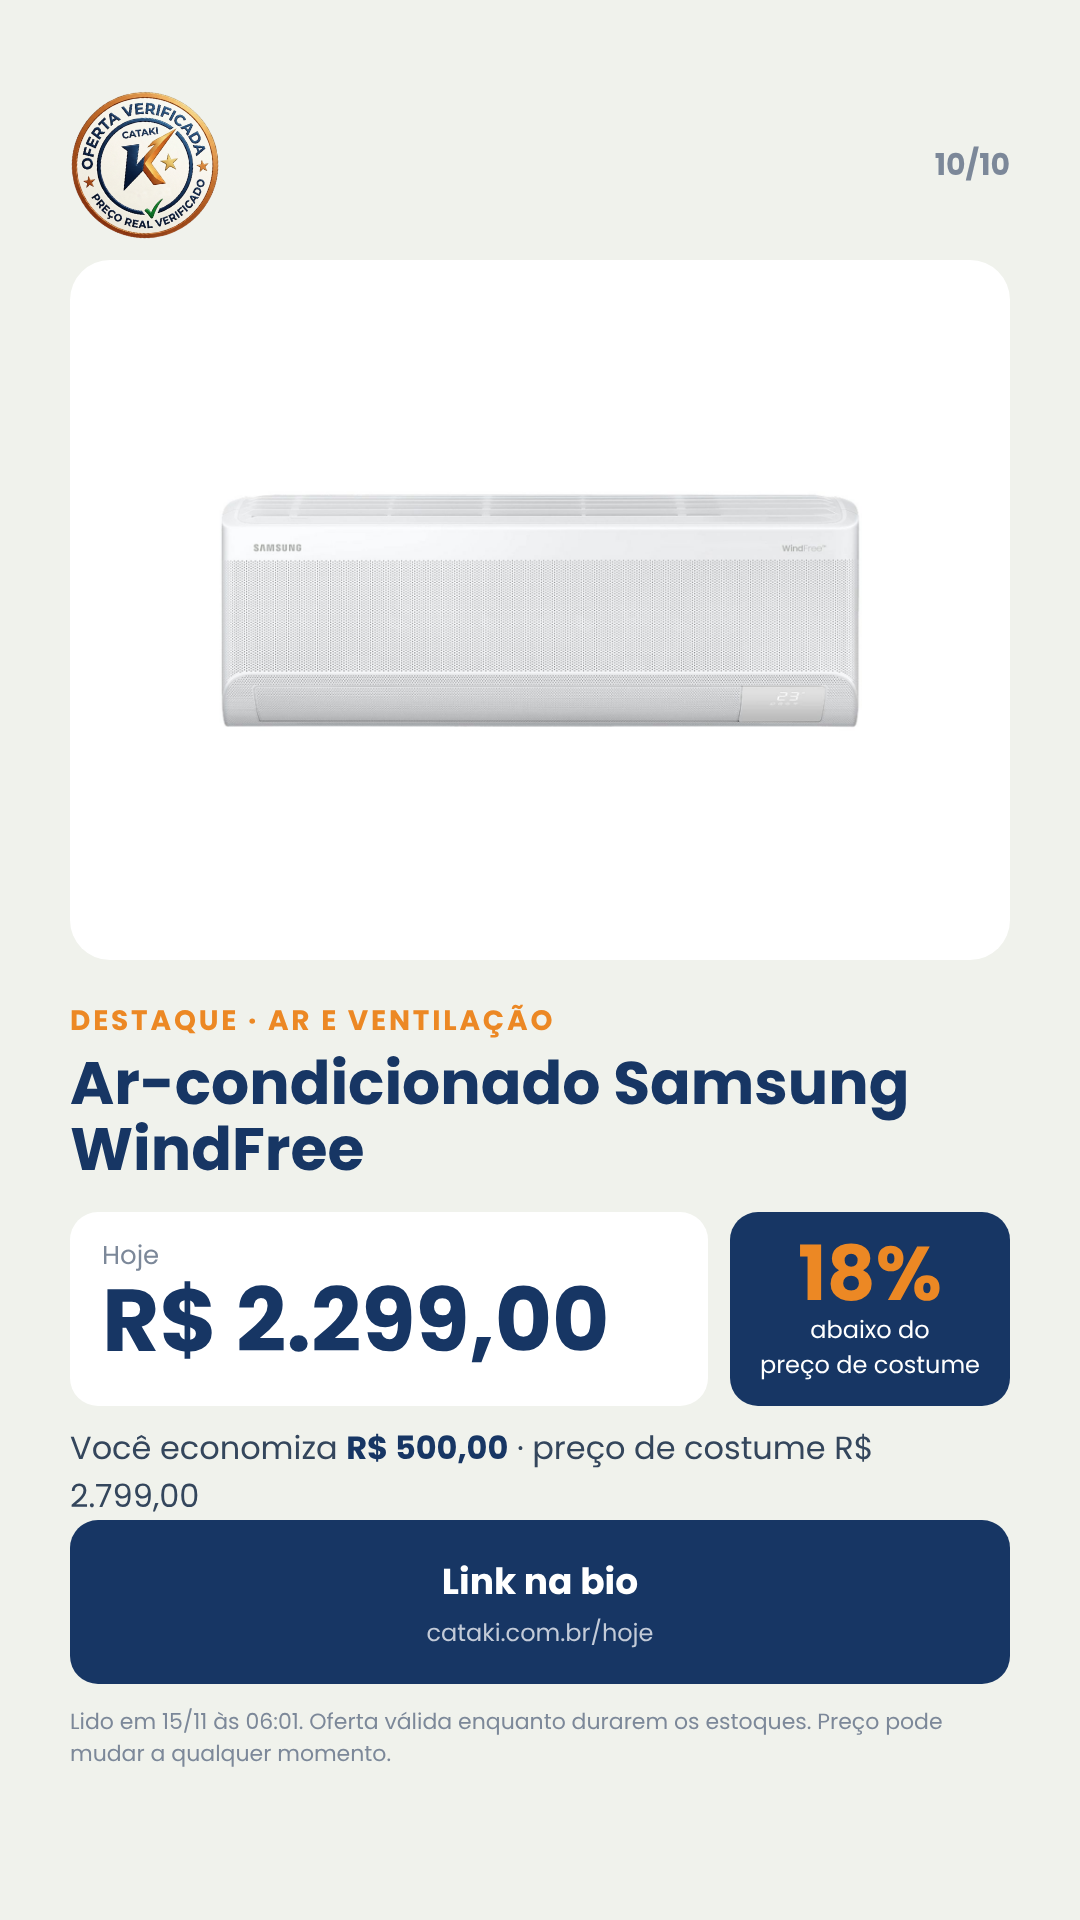 OFERTA VERIFICADA
CATAKI
K
PREÇO REAL VERIFICADO
10/10
SAMSUNG
WindFree™
23
DESTAQUE · AR E VENTILAÇÃO
Ar-condicionado Samsung
WindFree
Hoje
R$ 2.299,00
18%
abaixo do
preço de costume
Você economiza R$ 500,00 · preço de costume R$
2.799,00
Link na bio
cataki.com.br/hoje
Lido em 15/11 às 06:01. Oferta válida enquanto durarem os estoques. Preço pode
mudar a qualquer momento.